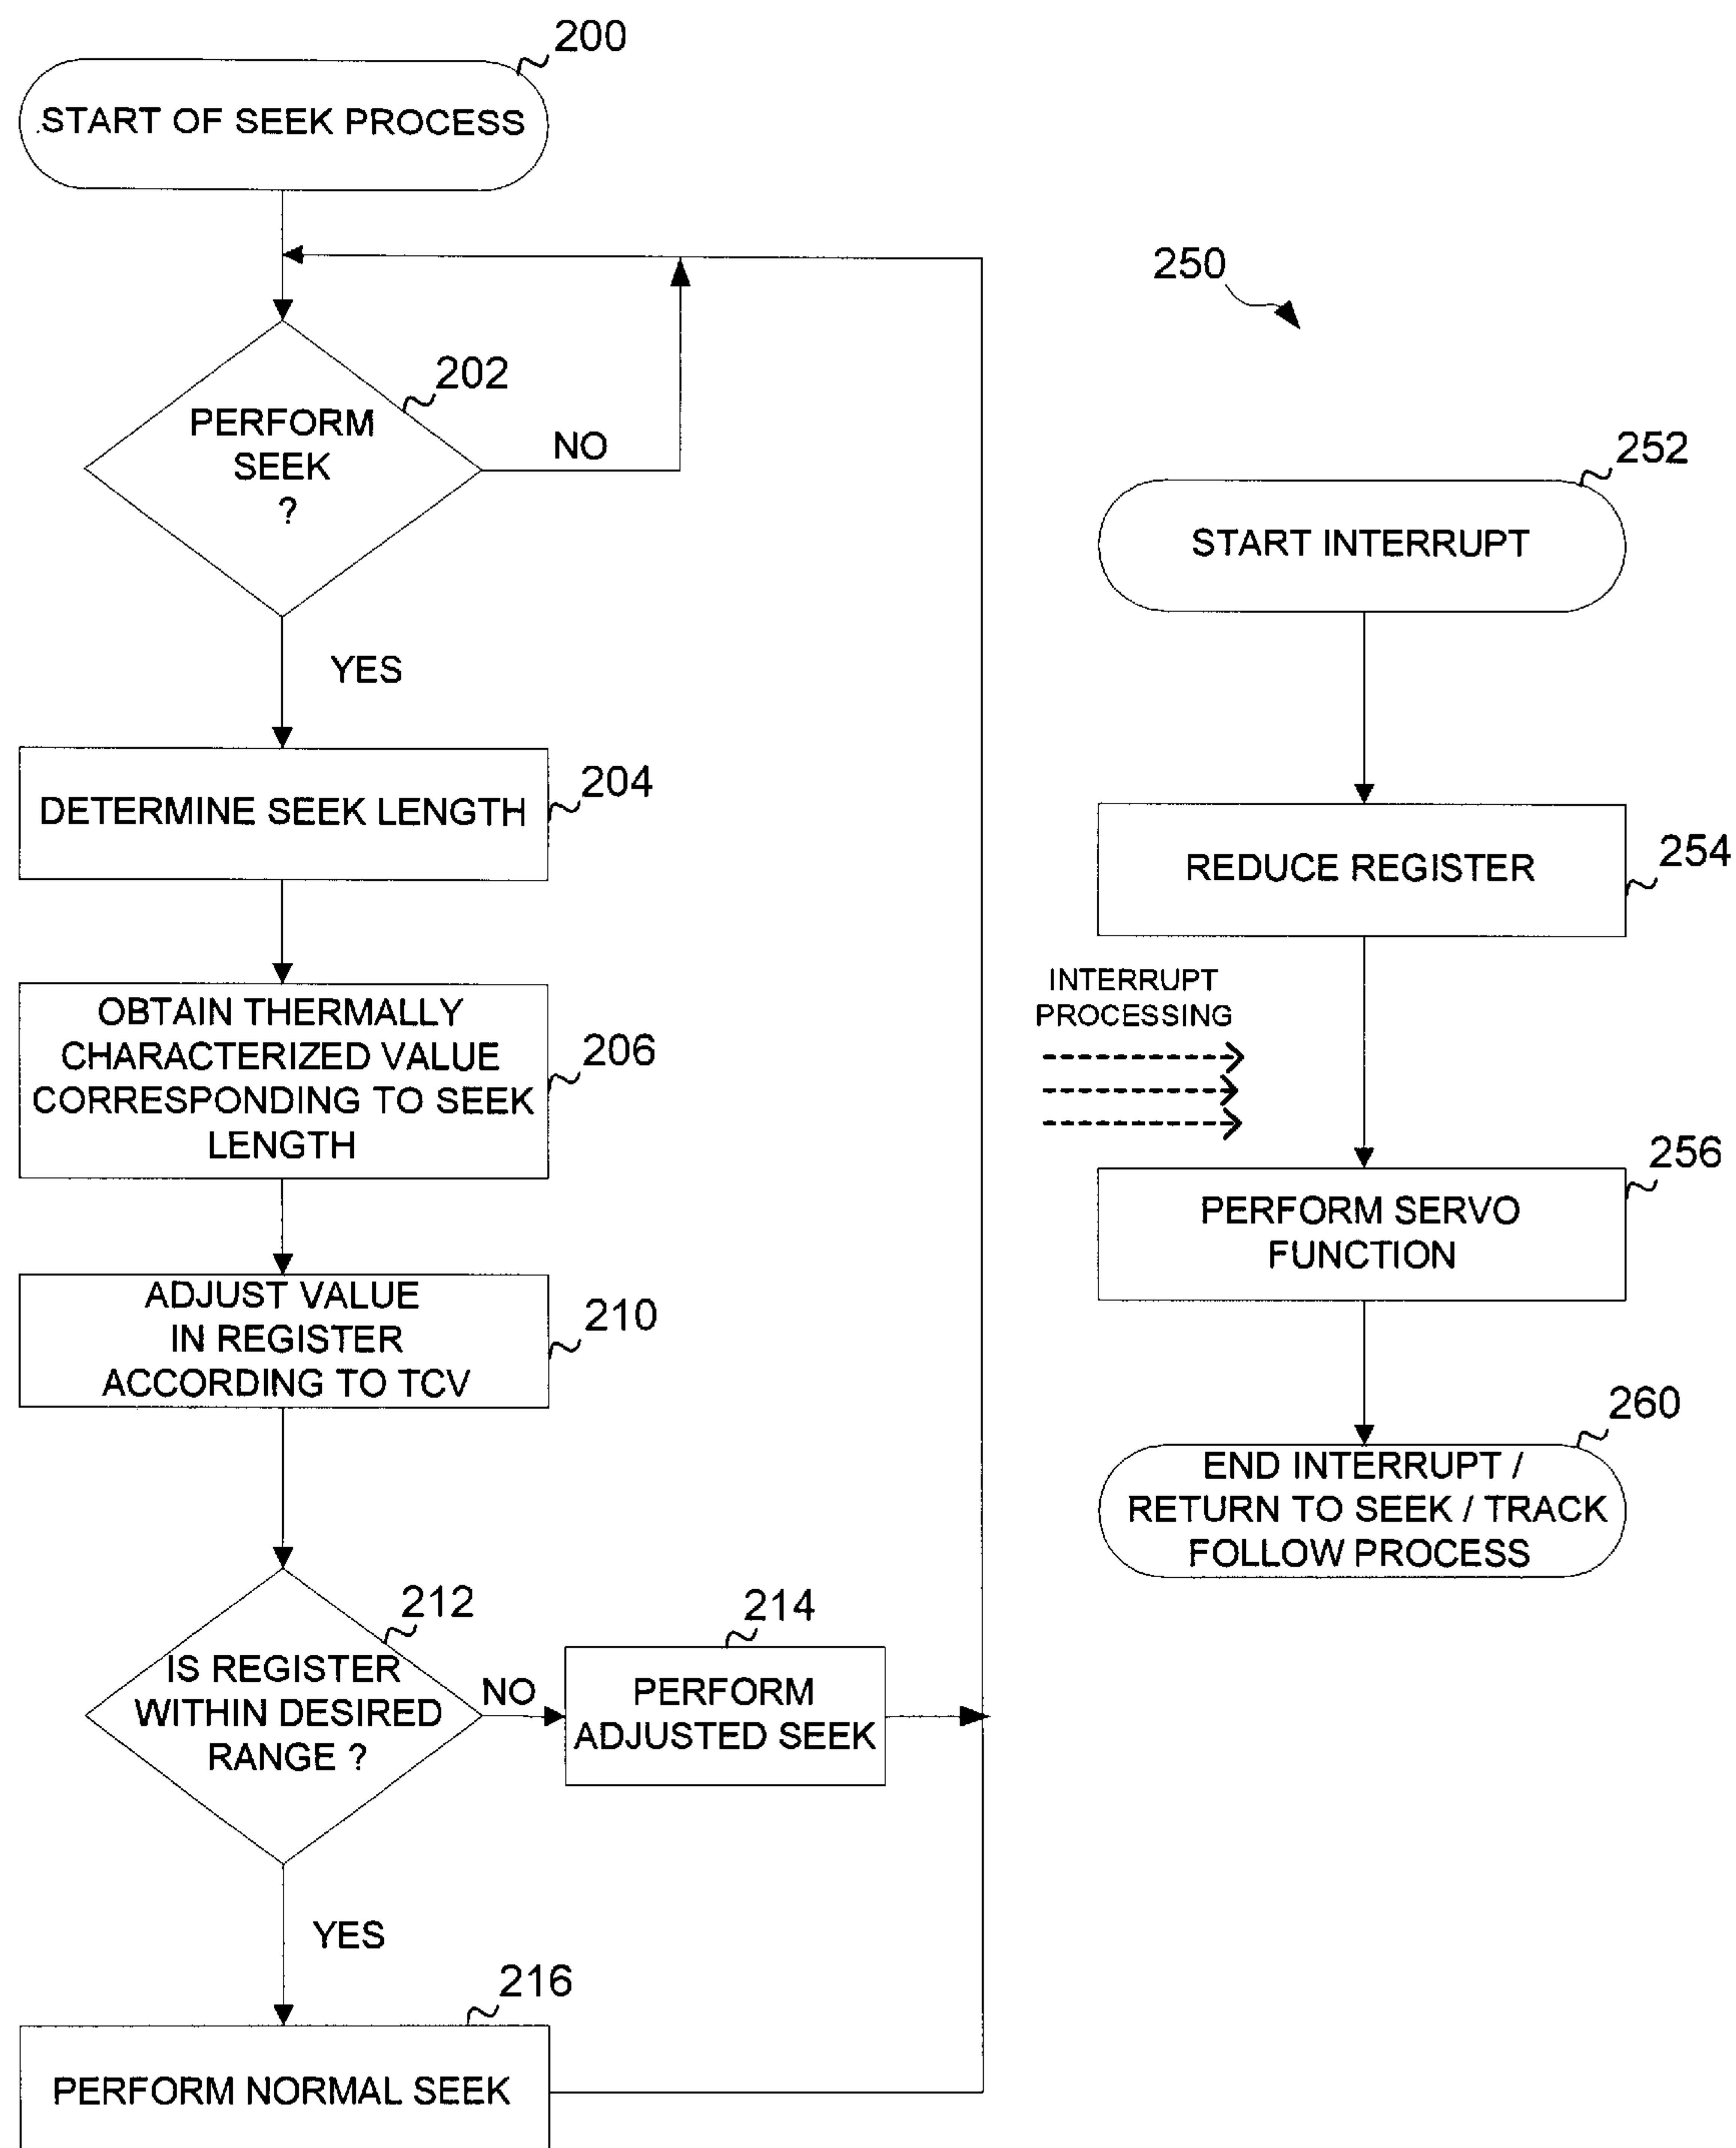 200
START OF SEEK PROCESS
202
PERFORM
SEEK
?
NO
YES
204
DETERMINE SEEK LENGTH
206
OBTAIN THERMALLY
CHARACTERIZED VALUE
CORRESPONDING TO SEEK
LENGTH
210
ADJUST VALUE
IN REGISTER
ACCORDING TO TCV
212
IS REGISTER
WITHIN DESIRED
RANGE ?
NO
214
PERFORM
ADJUSTED SEEK
YES
216
PERFORM NORMAL SEEK
250
252
START INTERRUPT
254
REDUCE REGISTER
INTERRUPT
PROCESSING
256
PERFORM SERVO
FUNCTION
260
END INTERRUPT /
RETURN TO SEEK / TRACK
FOLLOW PROCESS